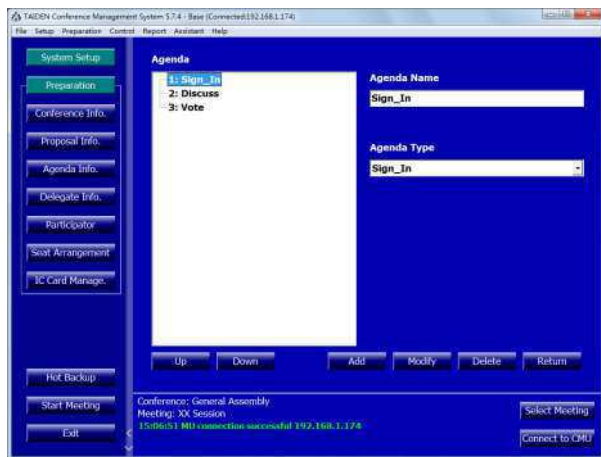 TAIDEN Conference Management System 5.7.4 - Base (Connected:192.168.1.174)
File Setup Preparation Control Report Assistant Help
System Setup
Preparation
Conference Info.
Proposal Info.
Agenda Info.
Delegate Info.
Participator
Seat Arrangement
IC Card Manage.
Hot Backup
Start Meeting
Exit
Agenda
1: Sign_In
2: Discuss
3: Vote
Agenda Name
Sign_In
Agenda Type
Sign_In
Up Down Add Modify Delete Return
Conference: General Assembly
Meeting: XX Session
15:06:51 MU connection successful 192.168.1.174
Select Meeting
Connect to CMU